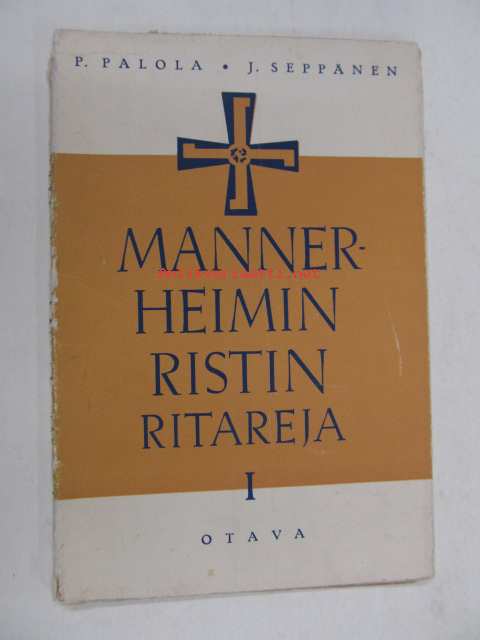 P. PALOLA • J. SEPPÄNEN
MANNER-
HEIMIN
RISTIN
RITAREJA
I
OTAVA